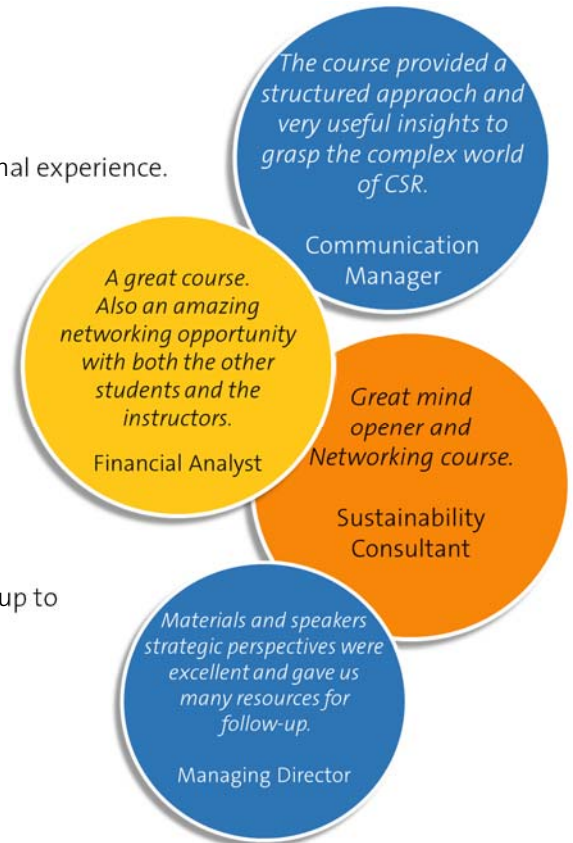 The course provided a
structured appraoch and
very useful insights to
grasp the complex world
of CSR.
Communication
Manager
nal experience.
A great course.
Also an amazing
networking opportunity
with both the other
students and the
instructors.
Financial Analyst
Great mind
opener and
Networking course.
Sustainability
Consultant
up to
Materials and speakers
strategic perspectives were
excellent and gave us
many resources for
follow-up.
Managing Director